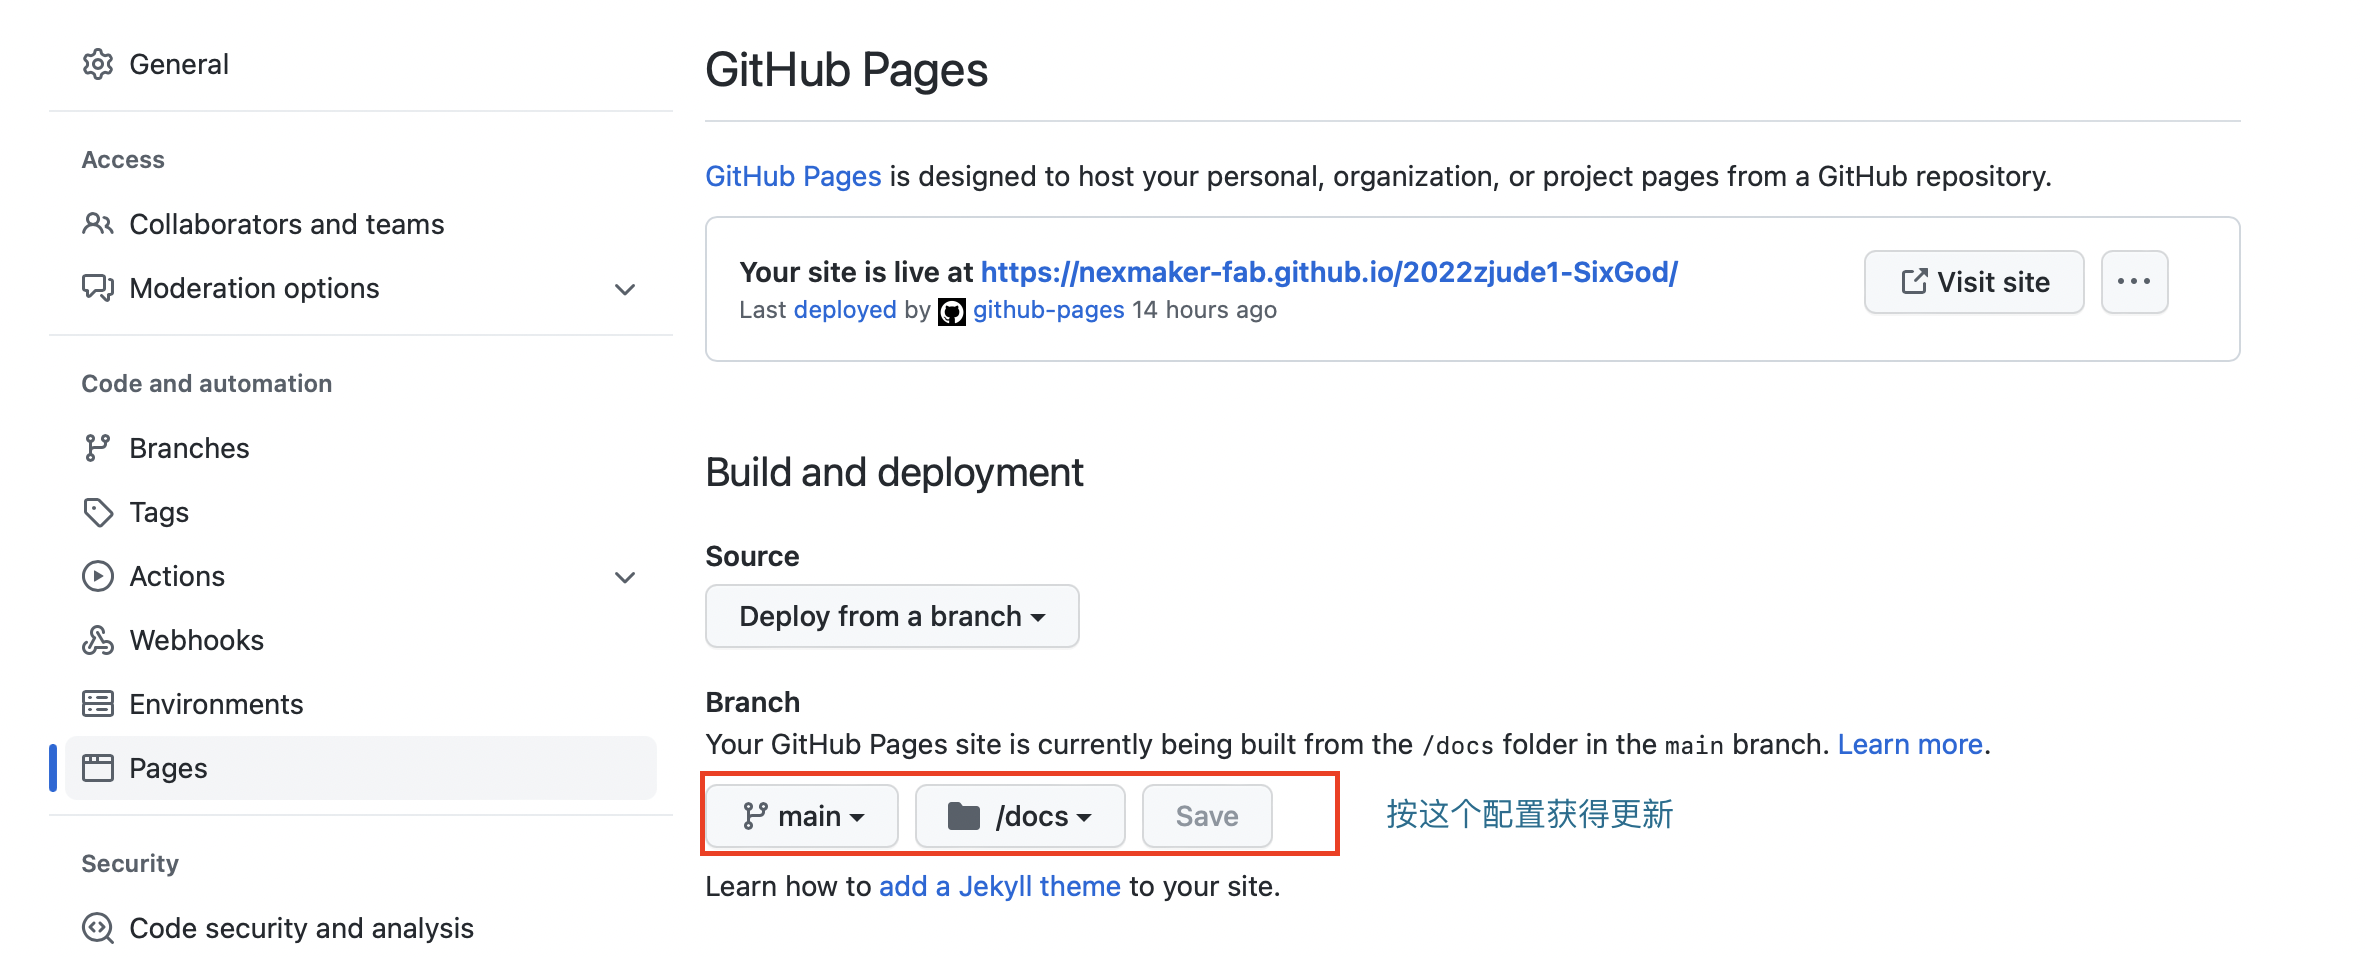 General
Access
Collaborators and teams
Moderation options
Code and automation
Branches
Tags
Actions
Webhooks
Environments
Pages
Security
Code security and analysis
GitHub Pages
GitHub Pages is designed to host your personal, organization, or project pages from a GitHub repository.
Your site is live at https://nexmaker-fab.github.io/2022zjude1-SixGod/
Last deployed by github-pages 14 hours ago
Visit site
Build and deployment
Source
Deploy from a branch
Branch
Your GitHub Pages site is currently being built from the /docs folder in the main branch. Learn more.
main /docs Save
按这个配置获得更新
Learn how to add a Jekyll theme to your site.